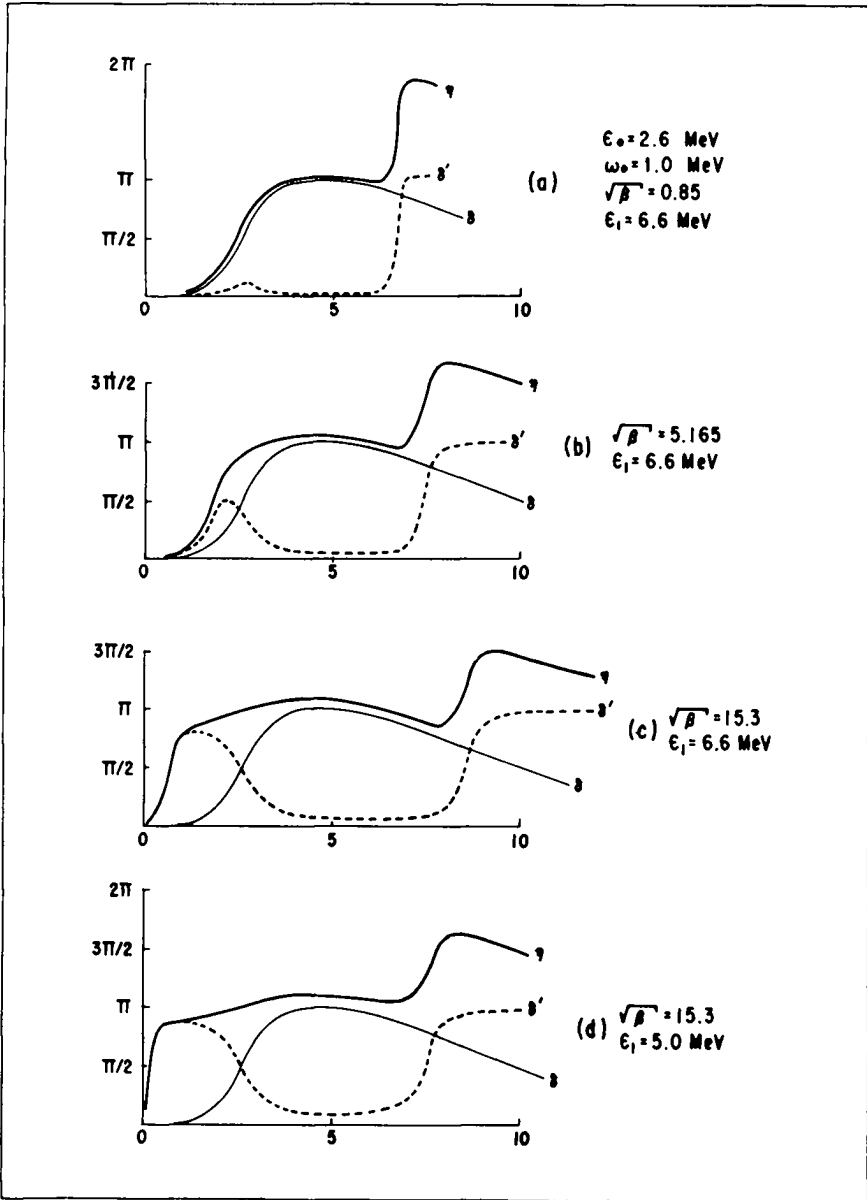 2π
π
π/2
0
5
10
η
δ'
δ
(a)
ϵ₀ = 2.6 MeV
ω₀ = 1.0 MeV
√β = 0.85
ϵ₁ = 6.6 MeV
3π/2
π
π/2
0
5
10
η
δ'
δ
(b)
√β = 5.165
ϵ₁ = 6.6 MeV
3π/2
π
π/2
0
5
10
η
δ'
δ
(c)
√β = 15.3
ϵ₁ = 6.6 MeV
2π
3π/2
π
π/2
0
5
10
η
δ'
δ
(d)
√β = 15.3
ϵ₁ = 5.0 MeV